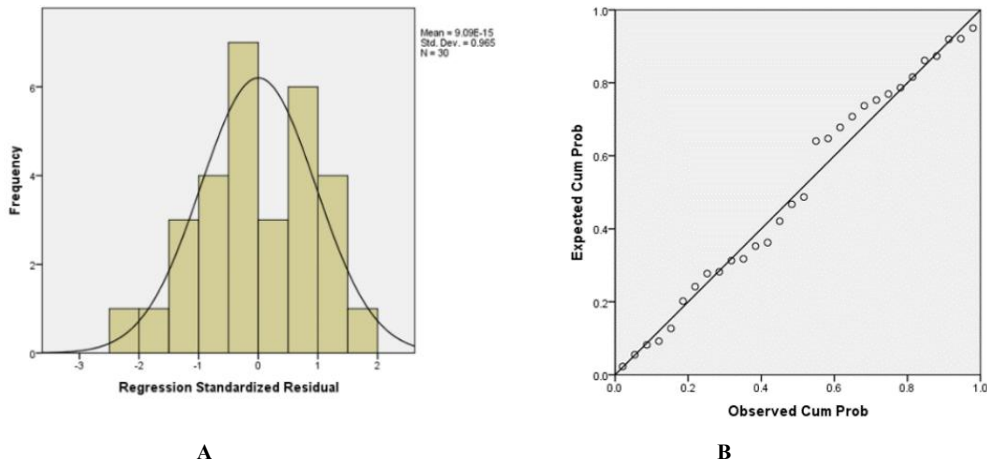 Mean = 9.09E-15
Std. Dev. = 0.965
N = 30
Frequency
6
4
2
0
-3 -2 -1 0 1 2
Regression Standardized Residual
A
Expected Cum Prob
1.0
0.8
0.6
0.4
0.2
0.0
0.0 0.2 0.4 0.6 0.8 1.0
Observed Cum Prob
B